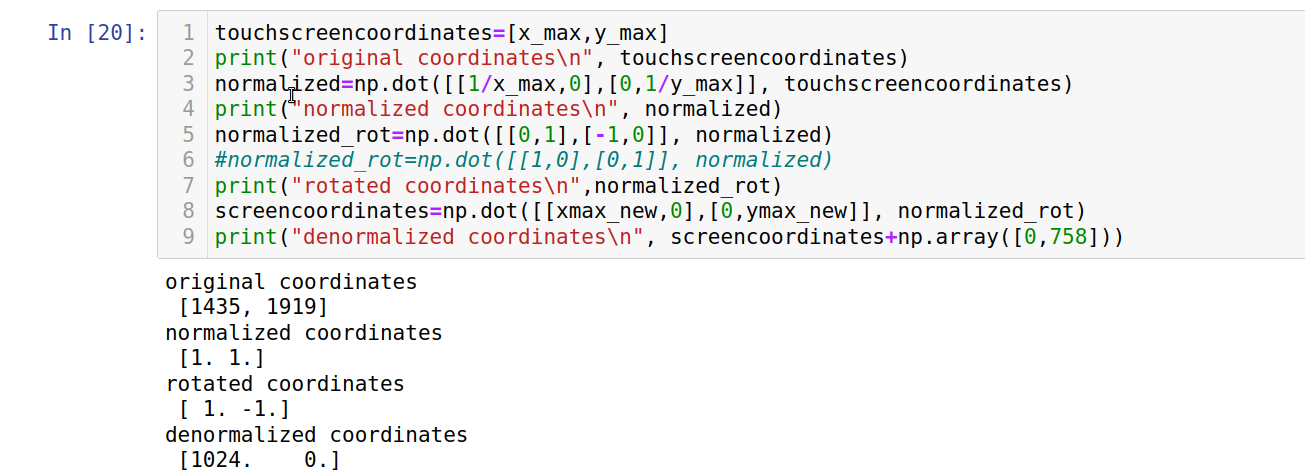 In [20]:
1 touchscreencoordinates=[x_max,y_max]
2 print("original coordinates\n", touchscreencoordinates)
3 normalized=np.dot([[1/x_max,0],[0,1/y_max]], touchscreencoordinates)
4 print("normalized coordinates\n", normalized)
5 normalized_rot=np.dot([[0,1],[-1,0]], normalized)
6 #normalized_rot=np.dot([[1,0],[0,1]], normalized)
7 print("rotated coordinates\n",normalized_rot)
8 screencoordinates=np.dot([[xmax_new,0],[0,ymax_new]], normalized_rot)
9 print("denormalized coordinates\n", screencoordinates+np.array([0,758]))
original coordinates
 [1435, 1919]
normalized coordinates
 [1. 1.]
rotated coordinates
 [ 1. -1.]
denormalized coordinates
 [1024.    0.]